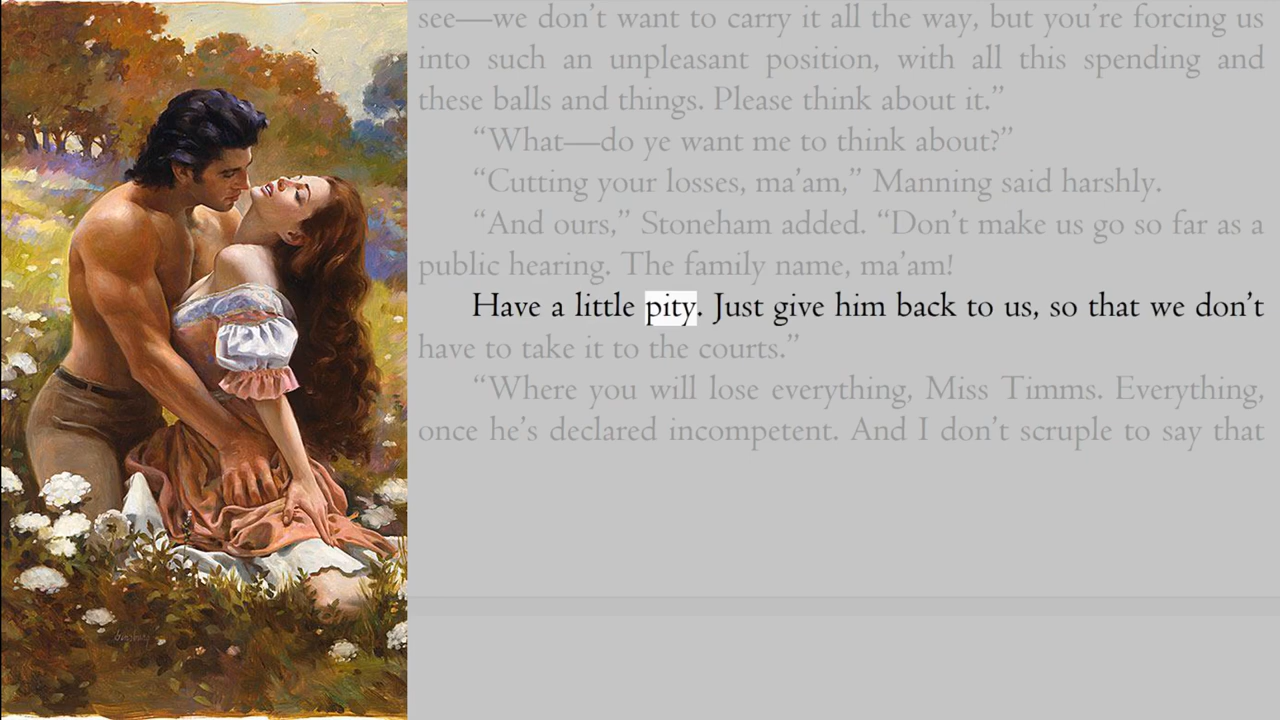 see—we don’t want to carry it all the way, but you’re forcing us
into such an unpleasant position, with all this spending and
these balls and things. Please think about it.”
“What—do ye want me to think about?”
“Cutting your losses, ma’am,” Manning said harshly.
“And ours,” Stoneham added. “Don’t make us go so far as a
public hearing. The family name, ma’am!
Have a little pity. Just give him back to us, so that we don’t
have to take it to the courts.”
“Where you will lose everything, Miss Timms. Everything,
once he’s declared incompetent. And I don’t scruple to say that